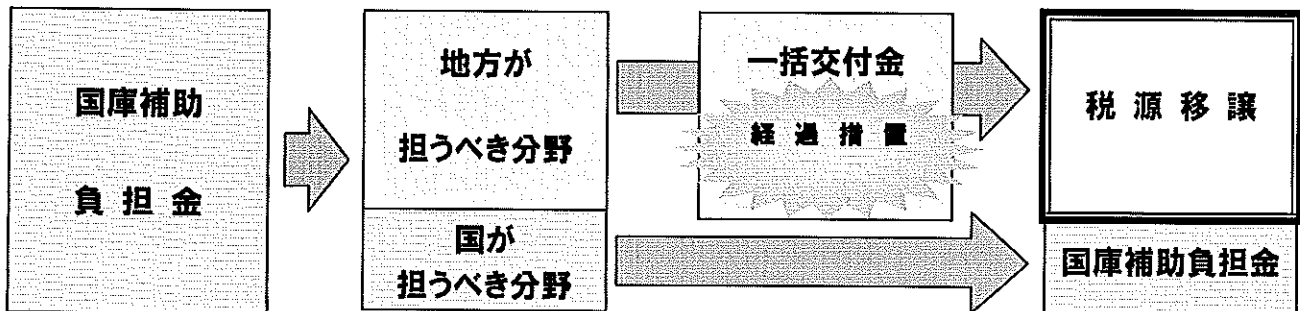 国庫補助
負担金
地方が
担うべき分野
国が
担うべき分野
一括交付金
経過措置
税源移譲
国庫補助負担金